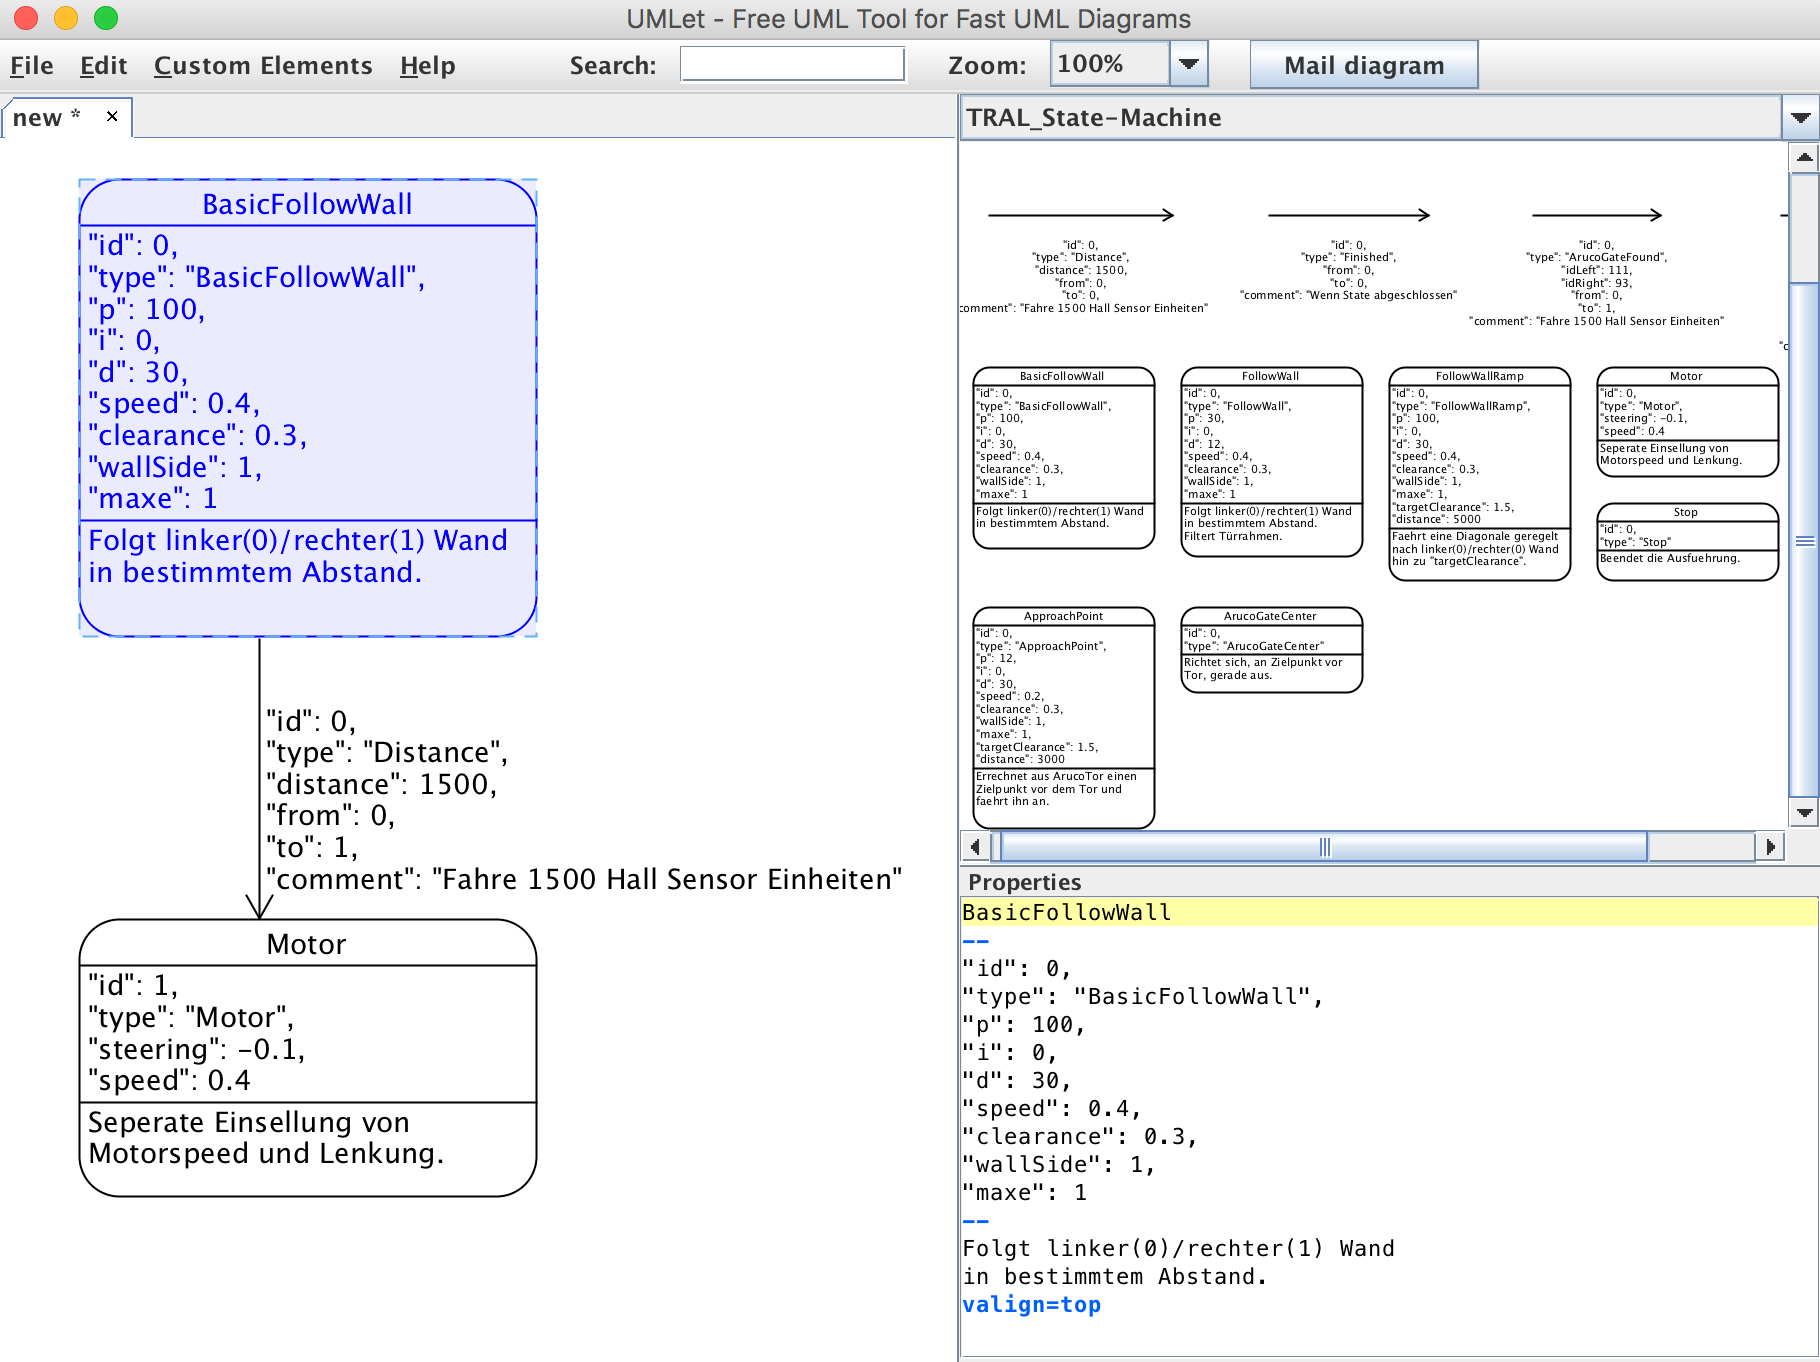 UMLet - Free UML Tool for Fast UML Diagrams
File Edit Custom Elements Help Search: Zoom: 100% Mail diagram
new *
BasicFollowWall
"id": 0,
"type": "BasicFollowWall",
"p": 100,
"i": 0,
"d": 30,
"speed": 0.4,
"clearance": 0.3,
"wallSide": 1,
"maxe": 1
Folgt linker(0)/rechter(1) Wand
in bestimmtem Abstand.
"id": 0,
"type": "Distance",
"distance": 1500,
"from": 0,
"to": 1,
"comment": "Fahre 1500 Hall Sensor Einheiten"
Motor
"id": 1,
"type": "Motor",
"steering": -0.1,
"speed": 0.4
Seperate Einsellung von
Motorspeed und Lenkung.
TRAL_State-Machine
"id": 0,
"type": "Distance",
"distance": 1500,
"from": 0,
"to": 0,
comment": "Fahre 1500 Hall Sensor Einheiten"
"id": 0,
"type": "Finished",
"from": 0,
"to": 0,
"comment": "Wenn State abgeschlossen"
"id": 0,
"type": "ArucoGateFound",
"idLeft": 111,
"idRight": 93,
"from": 0,
"to": 1,
"comment": "Fahre 1500 Hall Sensor Einheiten"
"c
BasicFollowWall
"id": 0,
"type": "BasicFollowWall",
"p": 100,
"i": 0,
"d": 30,
"speed": 0.4,
"clearance": 0.3,
"wallSide": 1,
"maxe": 1
Folgt linker(0)/rechter(1) Wand
in bestimmtem Abstand.
FollowWall
"id": 0,
"type": "FollowWall",
"p": 30,
"i": 0,
"d": 12,
"speed": 0.4,
"clearance": 0.3,
"wallSide": 1,
"maxe": 1
Folgt linker(0)/rechter(1) Wand
in bestimmtem Abstand.
Filtert Türrahmen.
FollowWallRamp
"id": 0,
"type": "FollowWallRamp",
"p": 100,
"i": 0,
"d": 30,
"speed": 0.4,
"clearance": 0.3,
"wallSide": 1,
"maxe": 1,
"targetClearance": 1.5,
"distance": 5000
Faehrt eine Diagonale geregelt
nach linker(0)/rechter(0) Wand
hin zu "targetClearance".
Motor
"id": 0,
"type": "Motor",
"steering": -0.1,
"speed": 0.4
Seperate Einsellung von
Motorspeed und Lenkung.
Stop
"id": 0,
"type": "Stop"
Beendet die Ausfuehrung.
ApproachPoint
"id": 0,
"type": "ApproachPoint",
"p": 12,
"i": 0,
"d": 30,
"speed": 0.2,
"clearance": 0.3,
"wallSide": 1,
"maxe": 1,
"targetClearance": 1.5,
"distance": 3000
Errechnet aus ArucoTor einen
Zielpunkt vor dem Tor und
faehrt ihn an.
ArucoGateCenter
"id": 0,
"type": "ArucoGateCenter"
Richtet sich, an Zielpunkt vor
Tor, gerade aus.
Properties
BasicFollowWall
--
"id": 0,
"type": "BasicFollowWall",
"p": 100,
"i": 0,
"d": 30,
"speed": 0.4,
"clearance": 0.3,
"wallSide": 1,
"maxe": 1
--
Folgt linker(0)/rechter(1) Wand
in bestimmtem Abstand.
valign=top